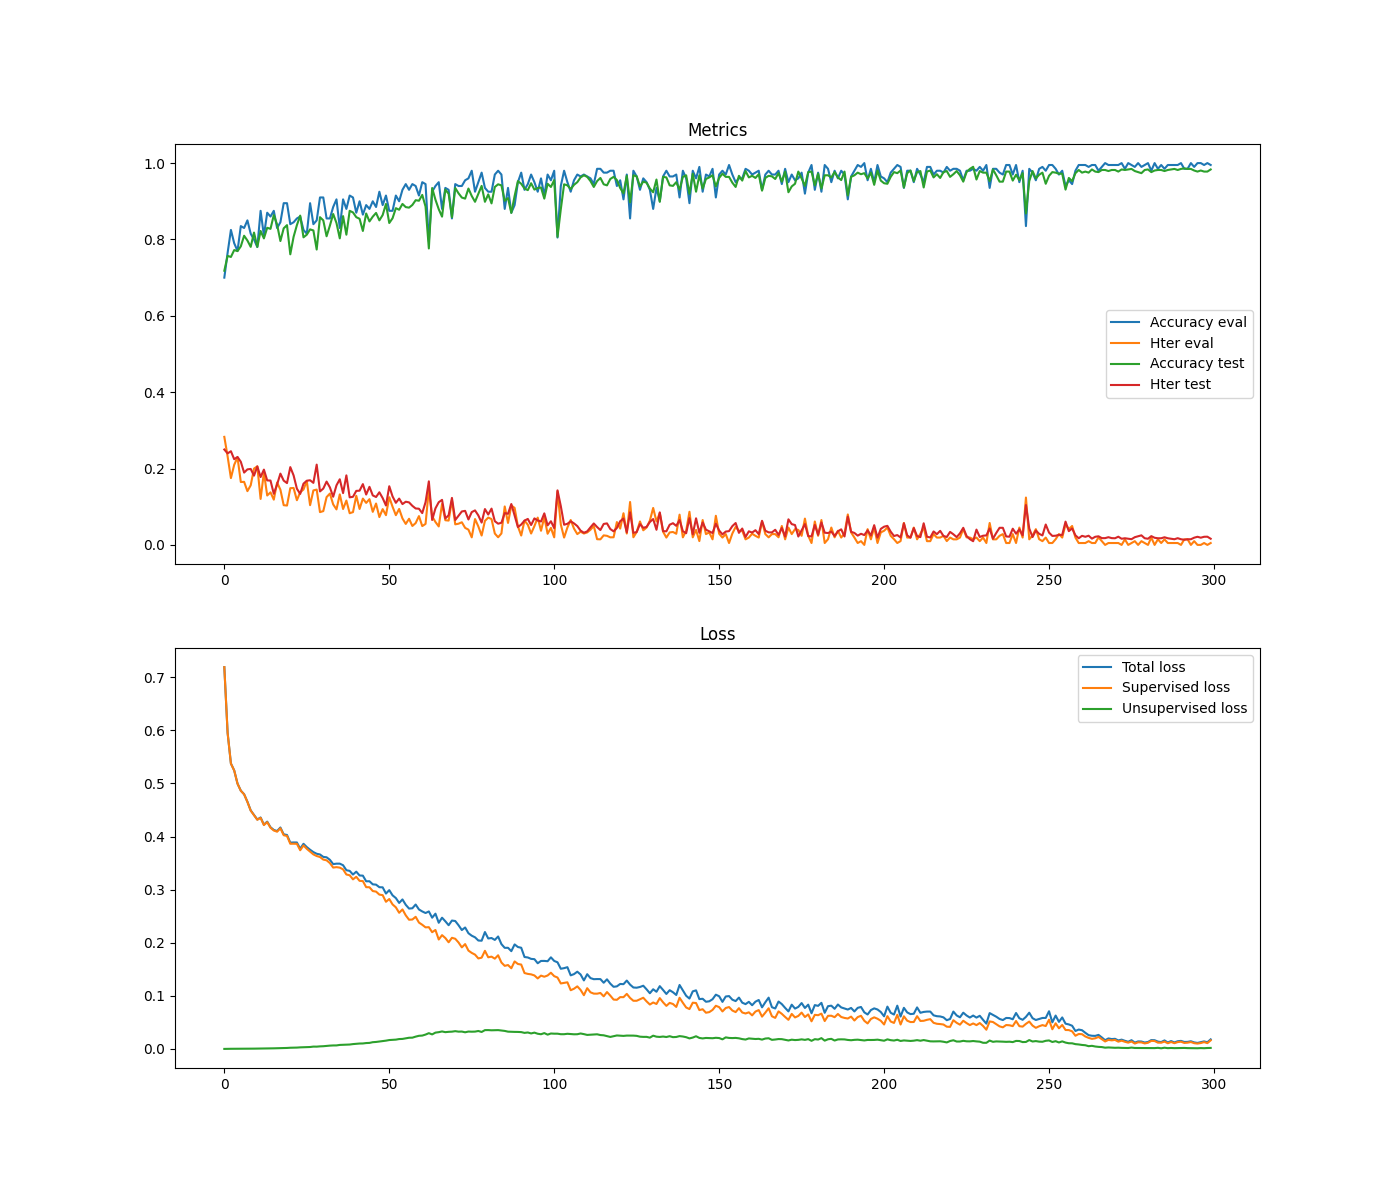 Metrics
1.0
0.8
0.6
0.4
0.2
0.0
0 50 100 150 200 250 300
Accuracy eval
Hter eval
Accuracy test
Hter test
Loss
0.7
0.6
0.5
0.4
0.3
0.2
0.1
0.0
0 50 100 150 200 250 300
Total loss
Supervised loss
Unsupervised loss